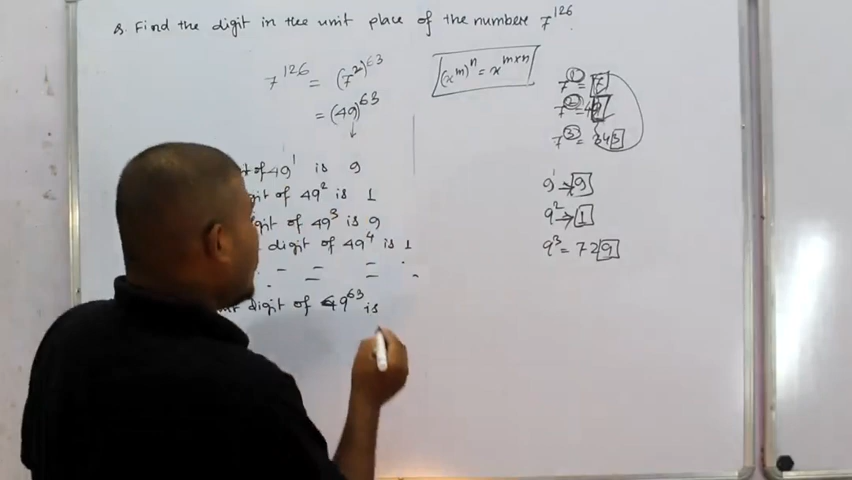 Q. Find the digit in the unit place of the number 7^126.
7^126 = (7^2)^63
= (49)^63
(x^m)^n = x^m×n
7^1 = 7
7^2 = 49
7^3 = 343
of 49^1 is 9
digit of 49^2 is 1
digit of 49^3 is 9
digit of 49^4 is 1
digit of 49^63 is
9^1 → 9
9^2 → 1
9^3 = 729